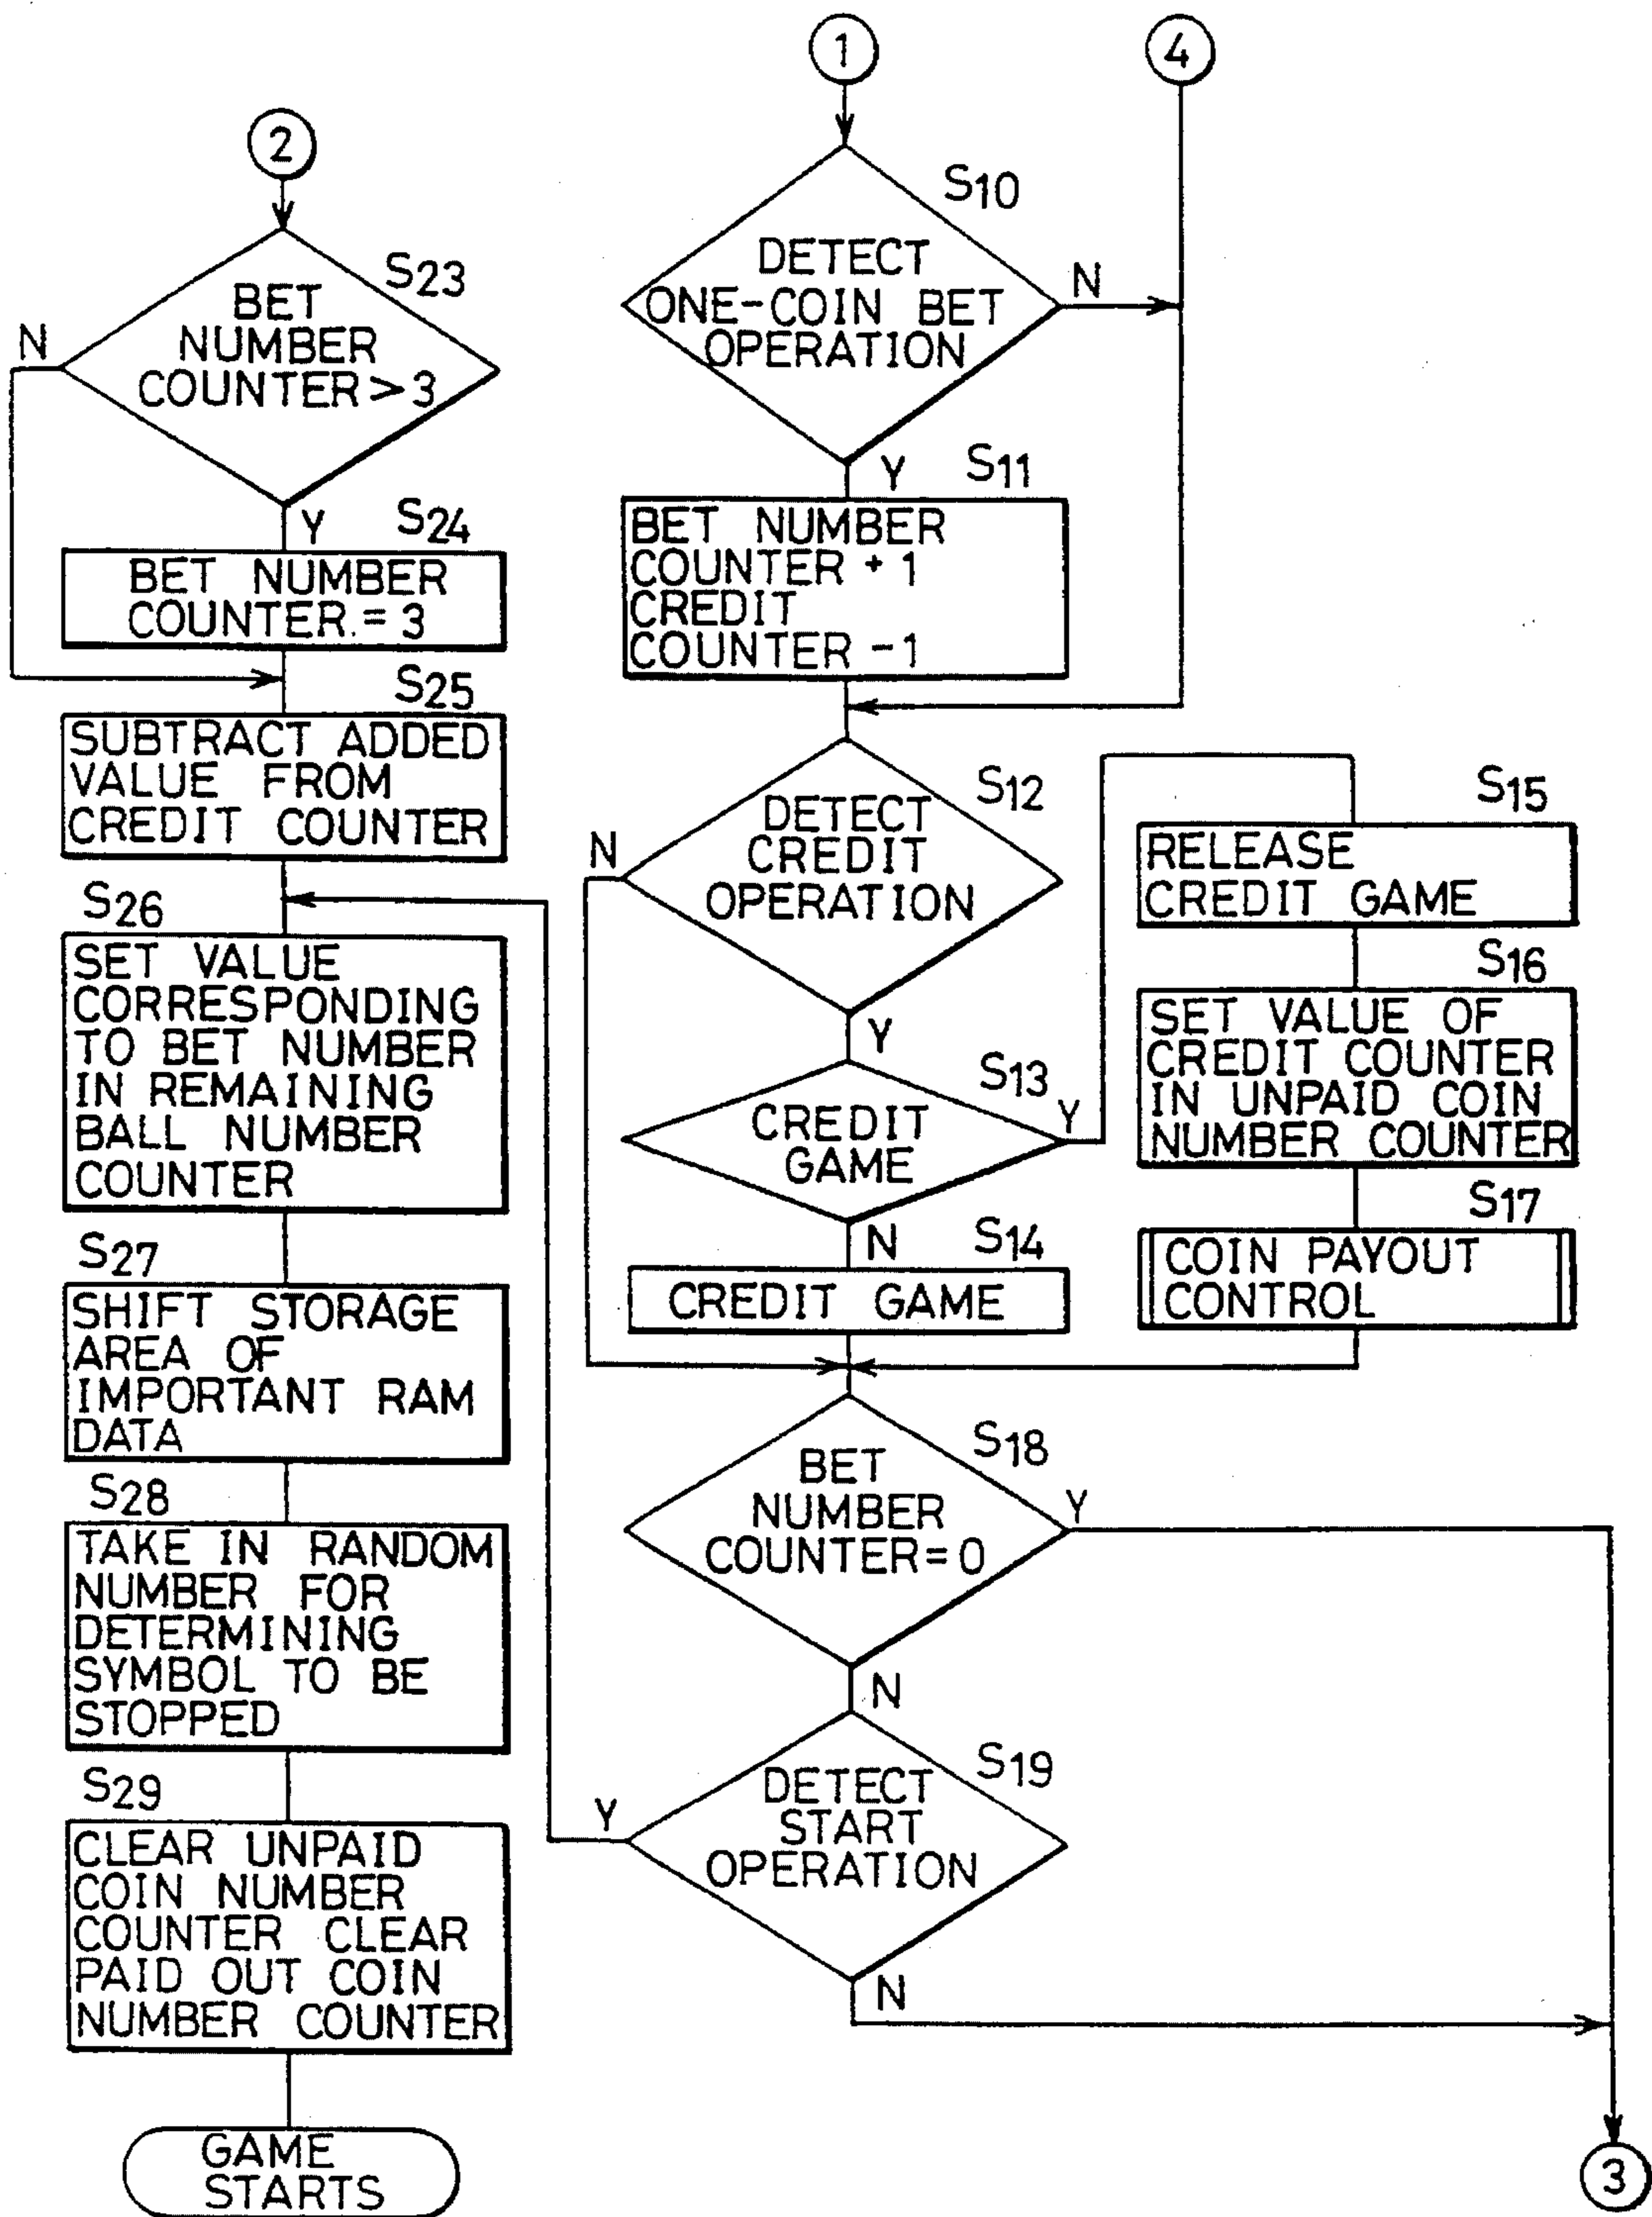 1
4
2
S10
DETECT
ONE-COIN BET
OPERATION
N
S23
BET
NUMBER
COUNTER > 3
N
Y
S11
BET NUMBER
COUNTER + 1
CREDIT
COUNTER - 1
Y
S24
BET NUMBER
COUNTER = 3
S25
SUBTRACT ADDED
VALUE FROM
CREDIT COUNTER
S12
DETECT
CREDIT
OPERATION
N
Y
S15
RELEASE
CREDIT GAME
S26
SET VALUE
CORRESPONDING
TO BET NUMBER
IN REMAINING
BALL NUMBER
COUNTER
S16
SET VALUE OF
CREDIT COUNTER
IN UNPAID COIN
NUMBER COUNTER
S13
CREDIT
GAME
Y
N
S17
COIN PAYOUT
CONTROL
S14
CREDIT GAME
S27
SHIFT STORAGE
AREA OF
IMPORTANT RAM
DATA
S18
BET
NUMBER
COUNTER=0
Y
N
S28
TAKE IN RANDOM
NUMBER FOR
DETERMINING
SYMBOL TO BE
STOPPED
S19
DETECT
START
OPERATION
Y
N
S29
CLEAR UNPAID
COIN NUMBER
COUNTER CLEAR
PAID OUT COIN
NUMBER COUNTER
GAME
STARTS
3